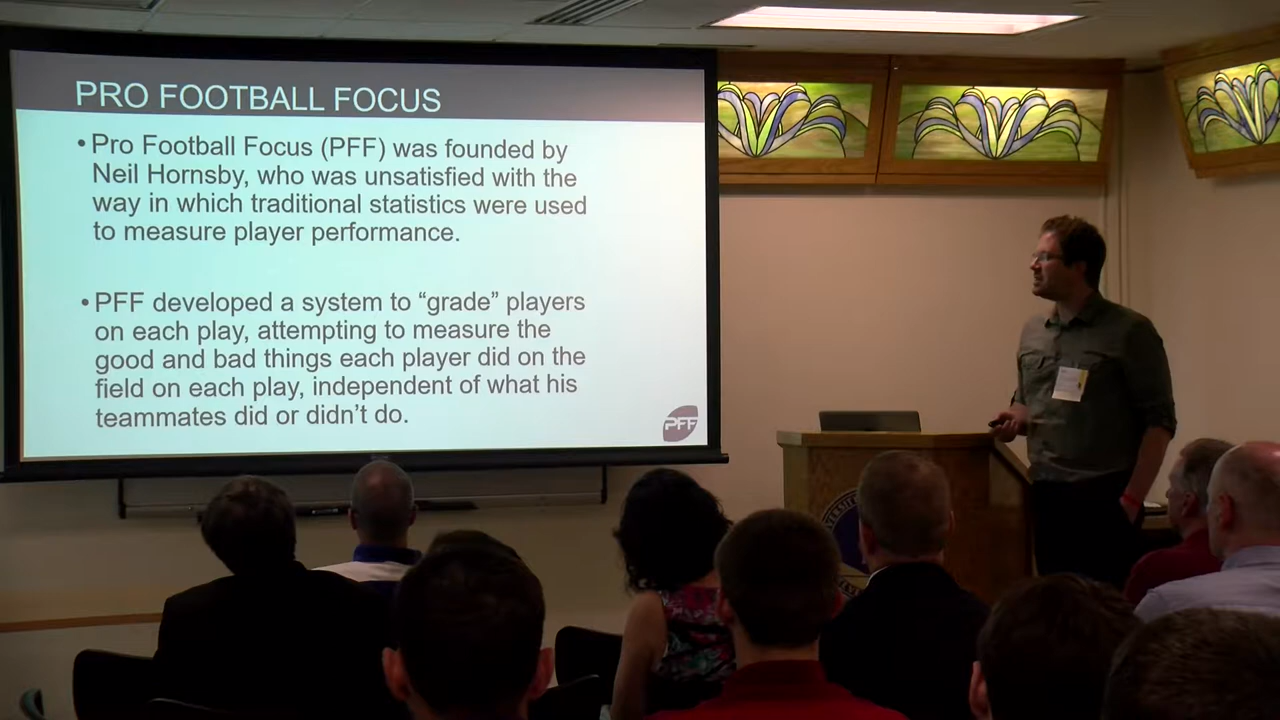 PRO FOOTBALL FOCUS
•Pro Football Focus (PFF) was founded by
Neil Hornsby, who was unsatisfied with the
way in which traditional statistics were used
to measure player performance.
•PFF developed a system to “grade” players
on each play, attempting to measure the
good and bad things each player did on the
field on each play, independent of what his
teammates did or didn’t do.
PFF